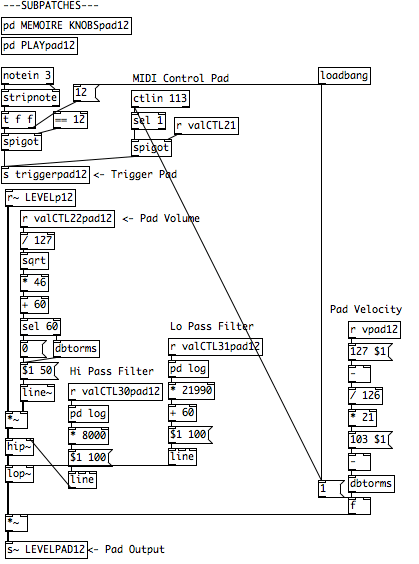 ---SUBPATCHES---
pd MEMOIRE KNOBSpad12
pd PLAYpad12
notein 3
MIDI Control Pad
loadbang
stripnote
12
ctlin 113
t f f
== 12
sel 1
r valCTL21
spigot
spigot
s triggerpad12
<- Trigger Pad
r~ LEVELp12
r valCTL22pad12
<- Pad Volume
/ 127
sqrt
* 46
+ 60
Pad Velocity
sel 60
Lo Pass Filter
r vpad12
0
dbtorms
r valCTL31pad12
127 $1
$1 50
Hi Pass Filter
pd log
-
line~
r valCTL30pad12
* 21990
/ 126
*~
pd log
+ 60
* 21
hip~
* 8000
$1 100
103 $1
$1 100
line
-
lop~
line
1
dbtorms
f
*~
s~ LEVELPAD12
<- Pad Output